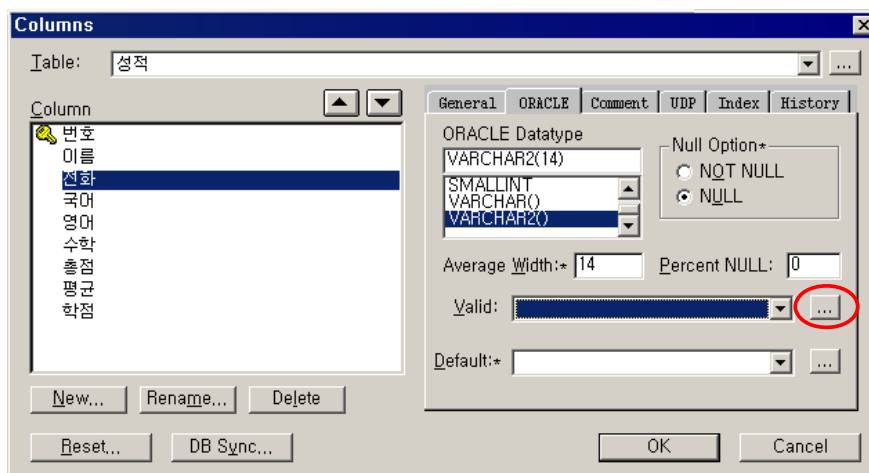 Columns
Table: 성적 ...
Column
번호
이름
전화
국어
영어
수학
총점
평균
학점
New... Rename... Delete
Reset... DB Sync...
General ORACLE Comment UDP Index History
ORACLE Datatype
VARCHAR2(14)
SMALLINT
VARCHAR()
VARCHAR2()
Null Option*
NOT NULL
NULL
Average Width:* 14 Percent NULL: 0
Valid: ...
Default:* ...
OK Cancel